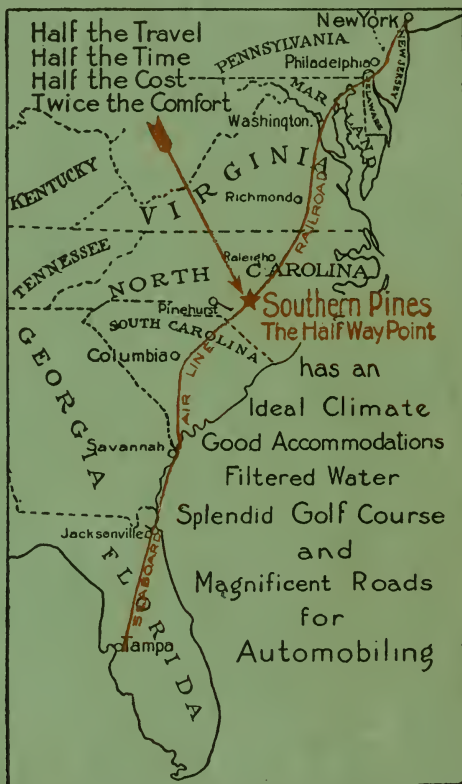 Half the Travel
Half the Time
Half the Cost
Twice the Comfort
New York
PENNSYLVANIA
Philadelphia
NEW JERSEY
DELAWARE
MARYLAND
Washington
KENTUCKY
VIRGINIA
Richmond
RAILROAD
TENNESSEE
Raleigh
NORTH CAROLINA
Southern Pines
The Half Way Point
Pinehurst
SOUTH CAROLINA
Columbia
AIR LINE
GEORGIA
has an
Ideal Climate
Savannah
Good Accommodations
Filtered Water
Splendid Golf Course
Jacksonville
and
Magnificent Roads
SEABOARD
FLORIDA
for
Tampa
Automobiling